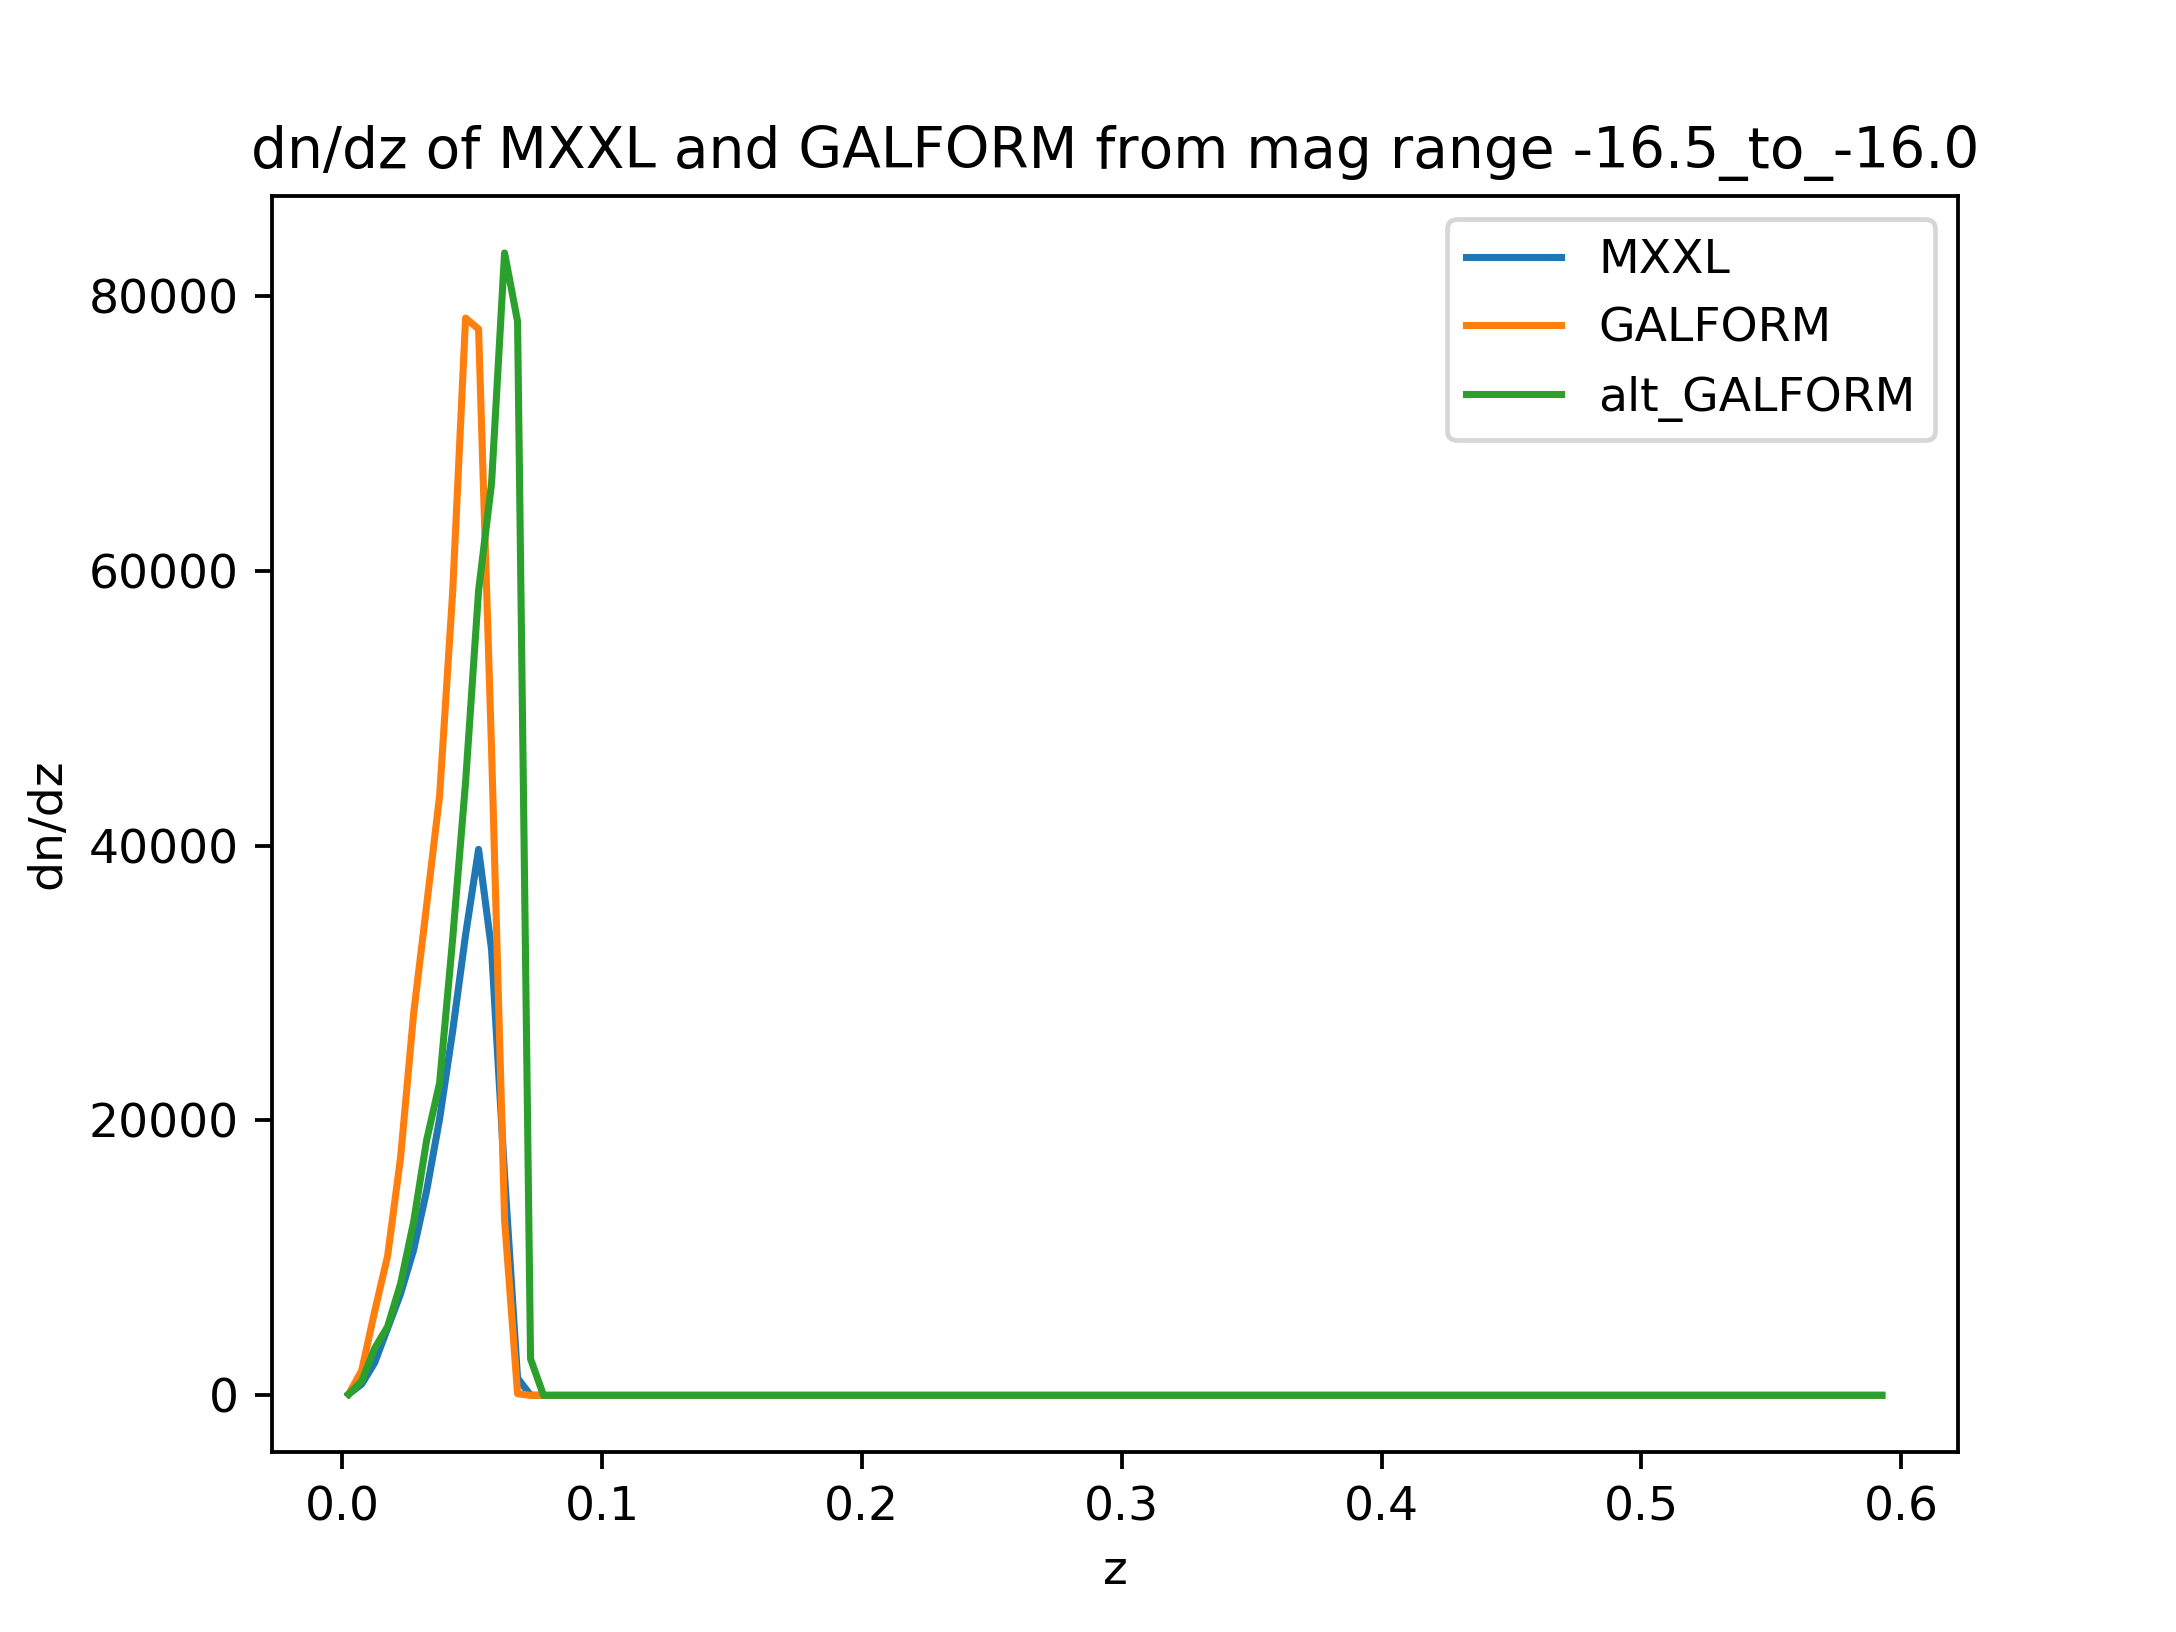 dn/dz of MXXL and GALFORM from mag range -16.5_to_-16.0
MXXL
GALFORM
alt_GALFORM
80000
60000
40000
20000
0
dn/dz
0.0 0.1 0.2 0.3 0.4 0.5 0.6
z